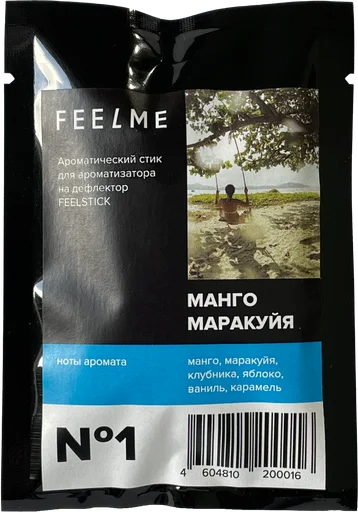 FEELME
Ароматический стик
для ароматизатора
на дефлектор
FEELSTICK
МАНГО
МАРАКУЙЯ
ноты аромата
манго, маракуйя,
клубника, яблоко,
ваниль, карамель
№1
4 604810 200016